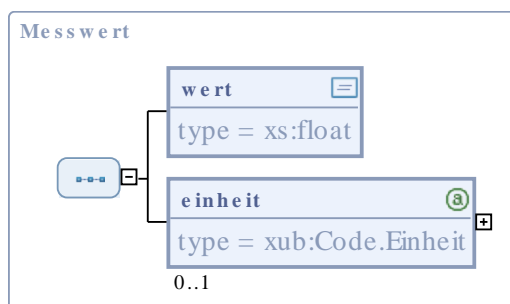 Messwert
wert
type = xs:float
einheit
type = xub:Code.Einheit
0..1